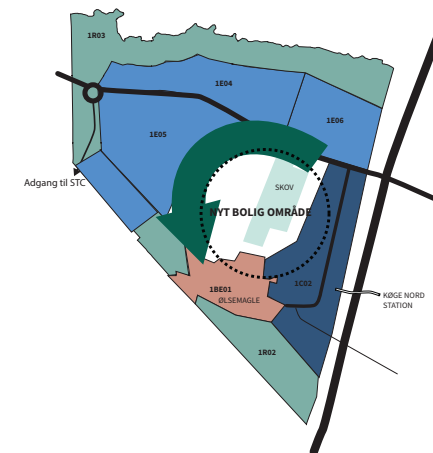 1R03
1E04
1E06
1E05
Adgang til STC
SKOV
NYT BOLIG OMRÅDE
1C02
1BE01
ØLSEMAGLE
KØGE NORD
STATION
1R02